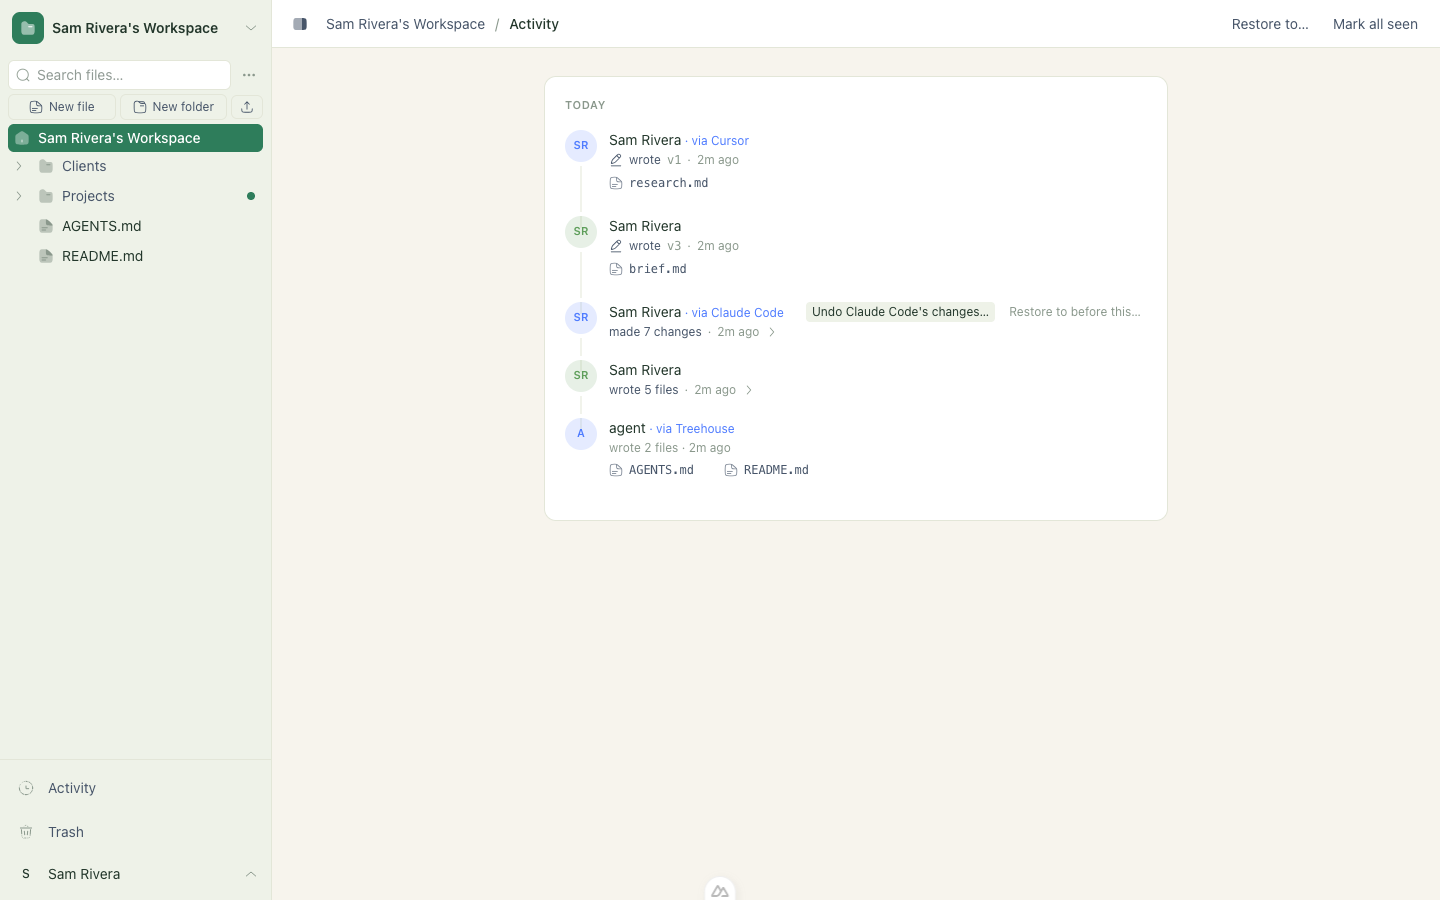 Sam Rivera's Workspace
Search files...
New file
New folder
Sam Rivera's Workspace
Clients
Projects
AGENTS.md
README.md
Activity
Trash
S
Sam Rivera
Sam Rivera's Workspace / Activity
Restore to...
Mark all seen
TODAY
SR
Sam Rivera · via Cursor
wrote v1 · 2m ago
research.md
SR
Sam Rivera
wrote v3 · 2m ago
brief.md
SR
Sam Rivera · via Claude Code
Undo Claude Code's changes...
Restore to before this...
made 7 changes · 2m ago
SR
Sam Rivera
wrote 5 files · 2m ago
A
agent · via Treehouse
wrote 2 files · 2m ago
AGENTS.md
README.md